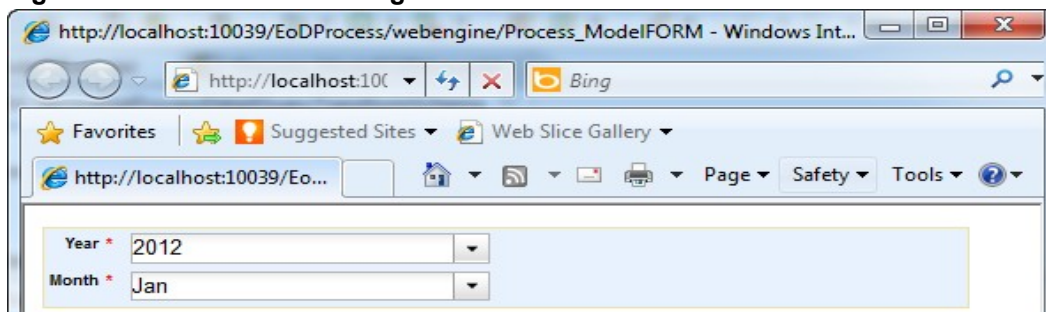 http://localhost:10039/EoDProcess/webengine/Process_ModelFORM - Windows Int...
http://localhost:100 Bing
Favorites Suggested Sites Web Slice Gallery
http://localhost:10039/Eo... Page Safety Tools
Year * 2012
Month * Jan